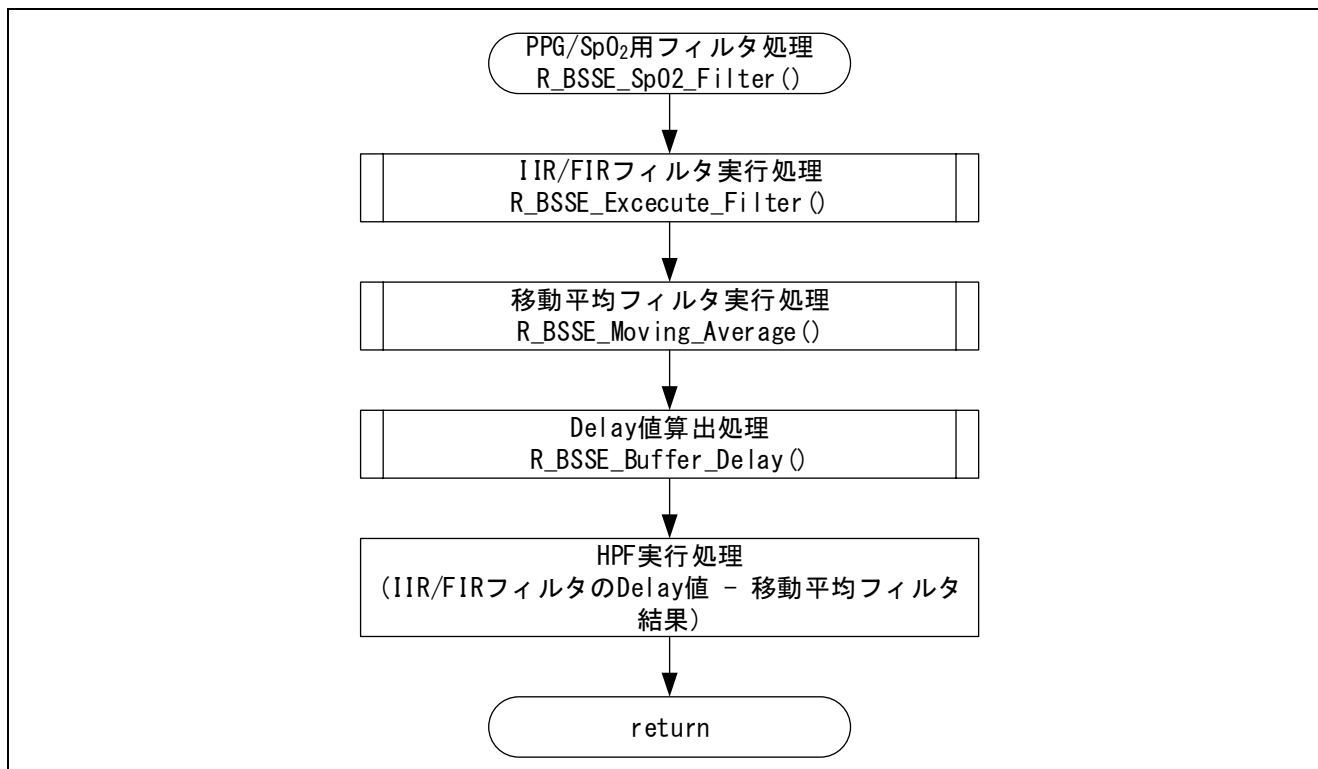 PPG/SpO₂用フィルタ処理
R_BSSE_SpO2_Filter()
IIR/FIRフィルタ実行処理
R_BSSE_Excecute_Filter()
移動平均フィルタ実行処理
R_BSSE_Moving_Average()
Delay値算出処理
R_BSSE_Buffer_Delay()
HPF実行処理
(IIR/FIRフィルタのDelay値 - 移動平均フィルタ
結果)
return